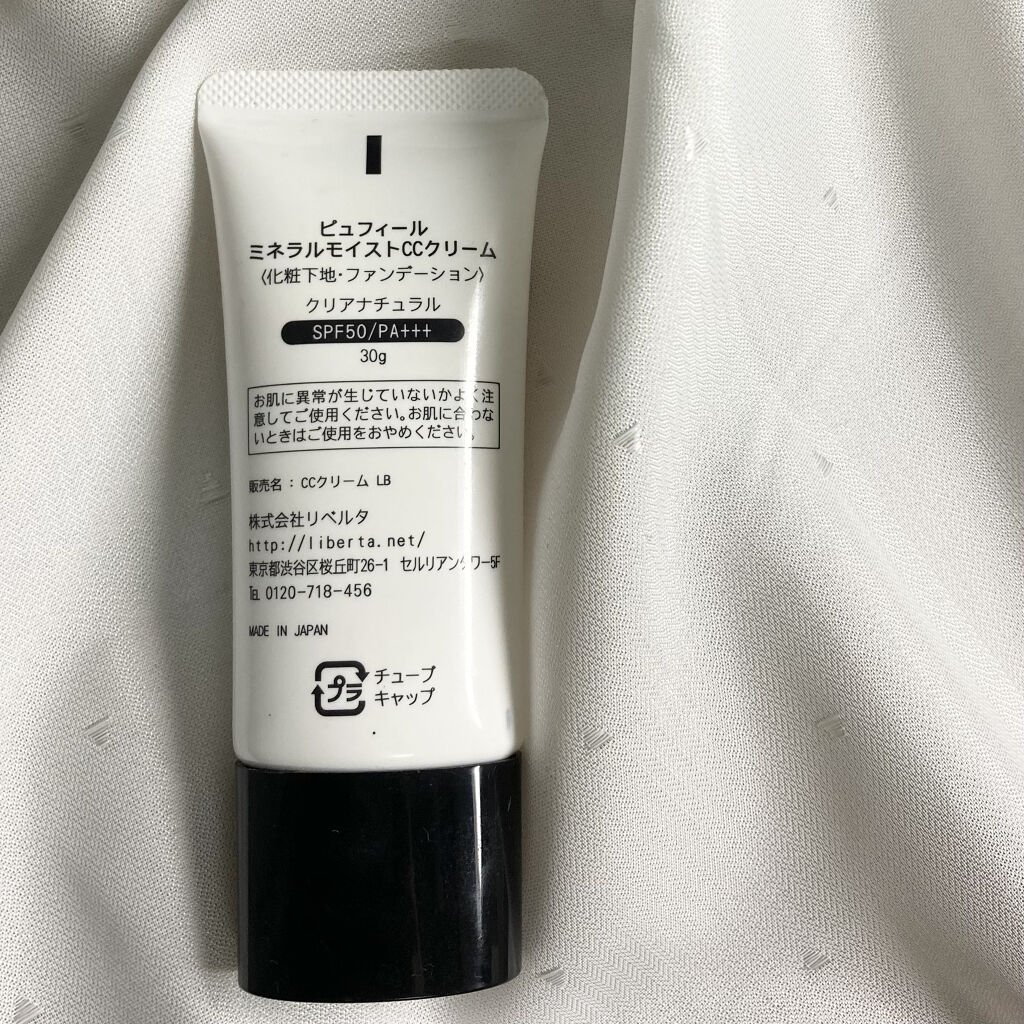 ピュフィール
ミネラルモイストCCクリーム
〈化粧下地・ファンデーション〉
クリアナチュラル
SPF50/PA+++
30g
お肌に異常が生じていないかよく注
意してご使用ください。お肌に合わな
いときはご使用をおやめください。
販売名：CCクリーム LB
株式会社リベルタ
http://liberta.net/
東京都渋谷区桜丘町26-1 セルリアンタワー5F
℡ 0120-718-456
MADE IN JAPAN
プラ チューブ
キャップ